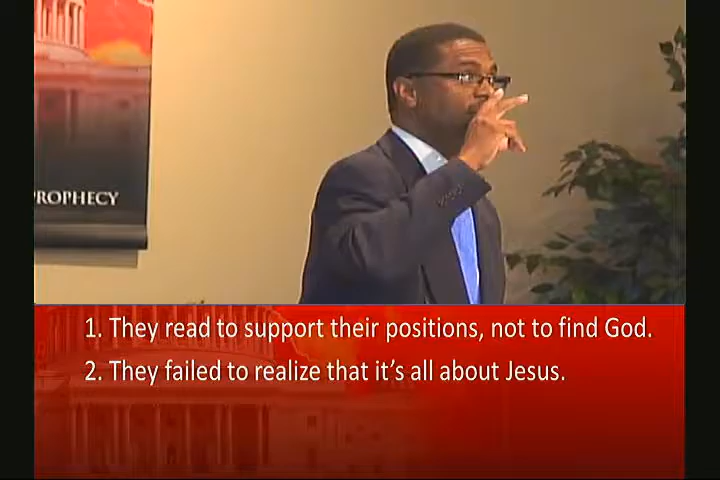 PROPHECY
1. They read to support their positions, not to find God.
2. They failed to realize that it's all about Jesus.